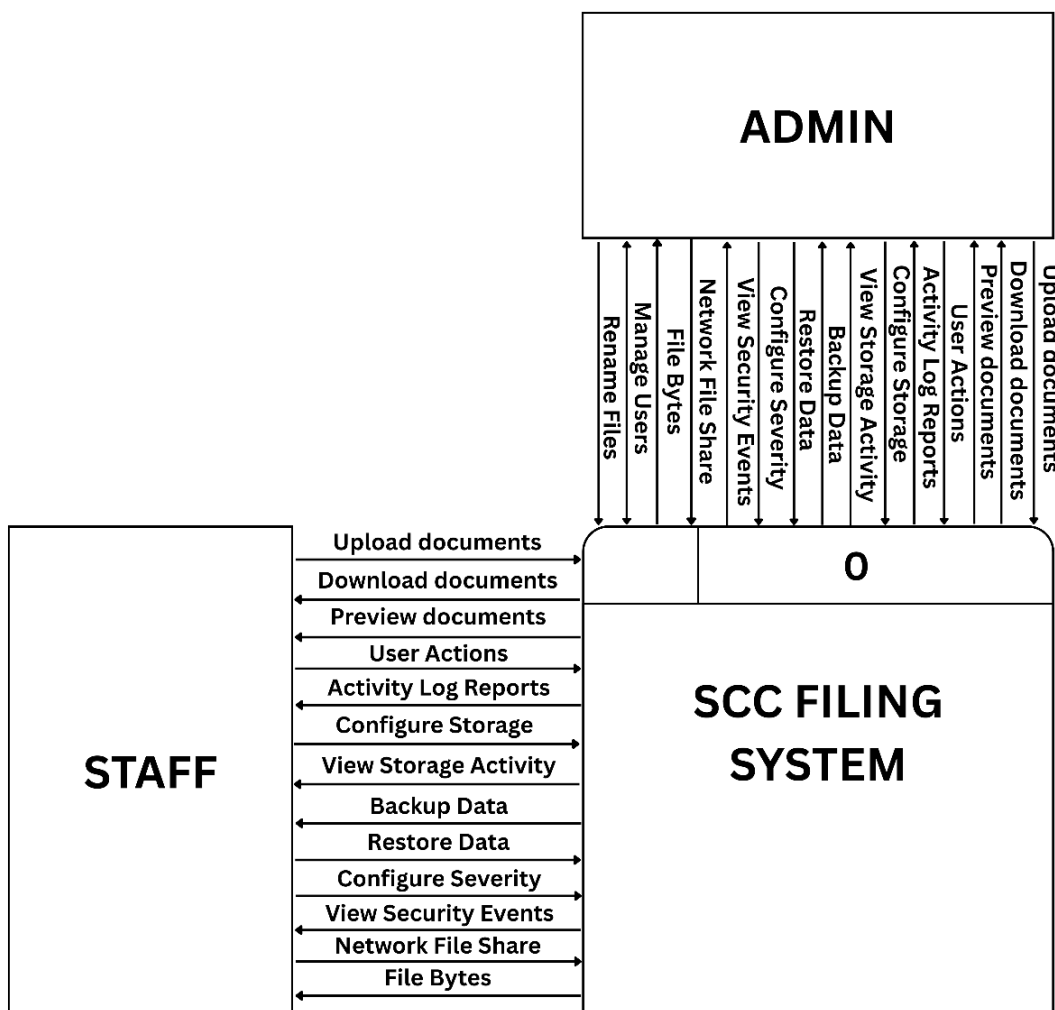 ADMIN
Rename Files
Manage Users
File Bytes
Network File Share
View Security Events
Configure Severity
Restore Data
Backup Data
View Storage Activity
Configure Storage
Activity Log Reports
User Actions
Preview documents
Download documents
Upload documents
STAFF
Upload documents
Download documents
Preview documents
User Actions
Activity Log Reports
Configure Storage
View Storage Activity
Backup Data
Restore Data
Configure Severity
View Security Events
Network File Share
File Bytes
0
SCC FILING
SYSTEM